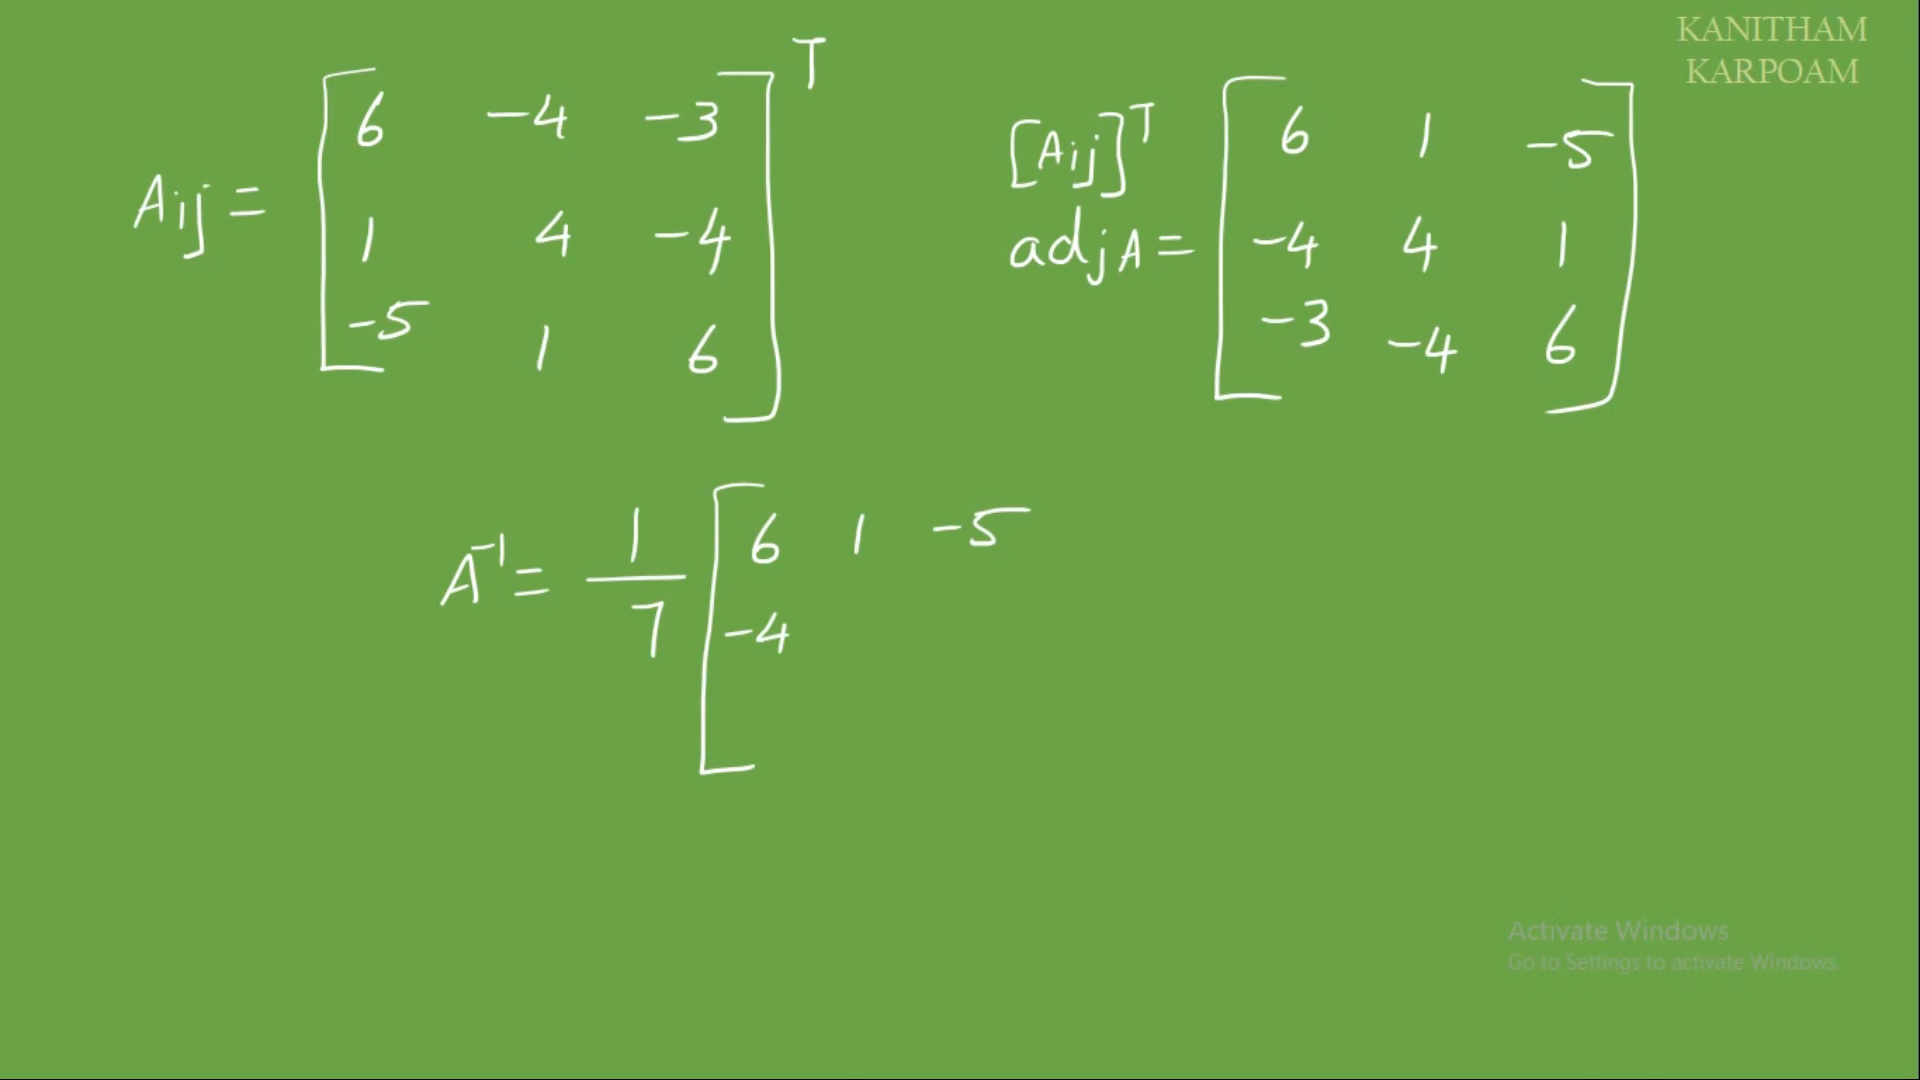 KANITHAM
KARPOAM
Aij = [6 -4 -3
1 4 -4
-5 1 6]ᵀ
[Aij]ᵀ
adjA = [6 1 -5
-4 4 1
-3 -4 6]
A⁻¹ = 1/7 [6 1 -5
-4
Activate Windows
Go to Settings to activate Windows.